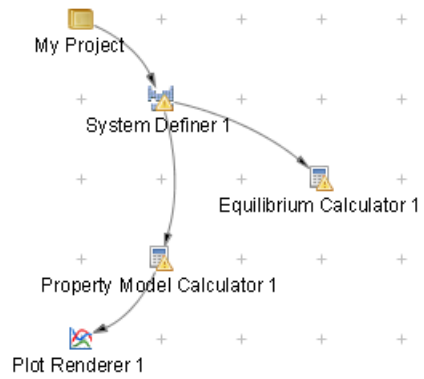 My Project
System Definer 1
Equilibrium Calculator 1
Property Model Calculator 1
Plot Renderer 1